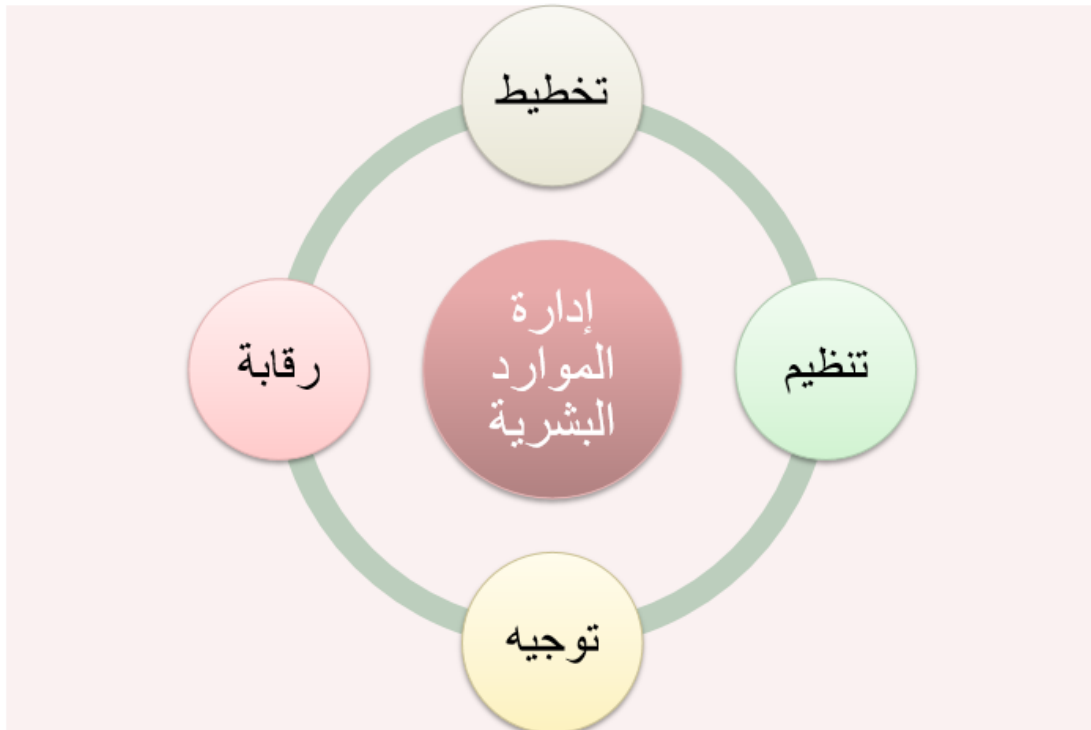 تخطيط
إدارة
الموارد
البشرية
تنظيم
رقابة
توجيه